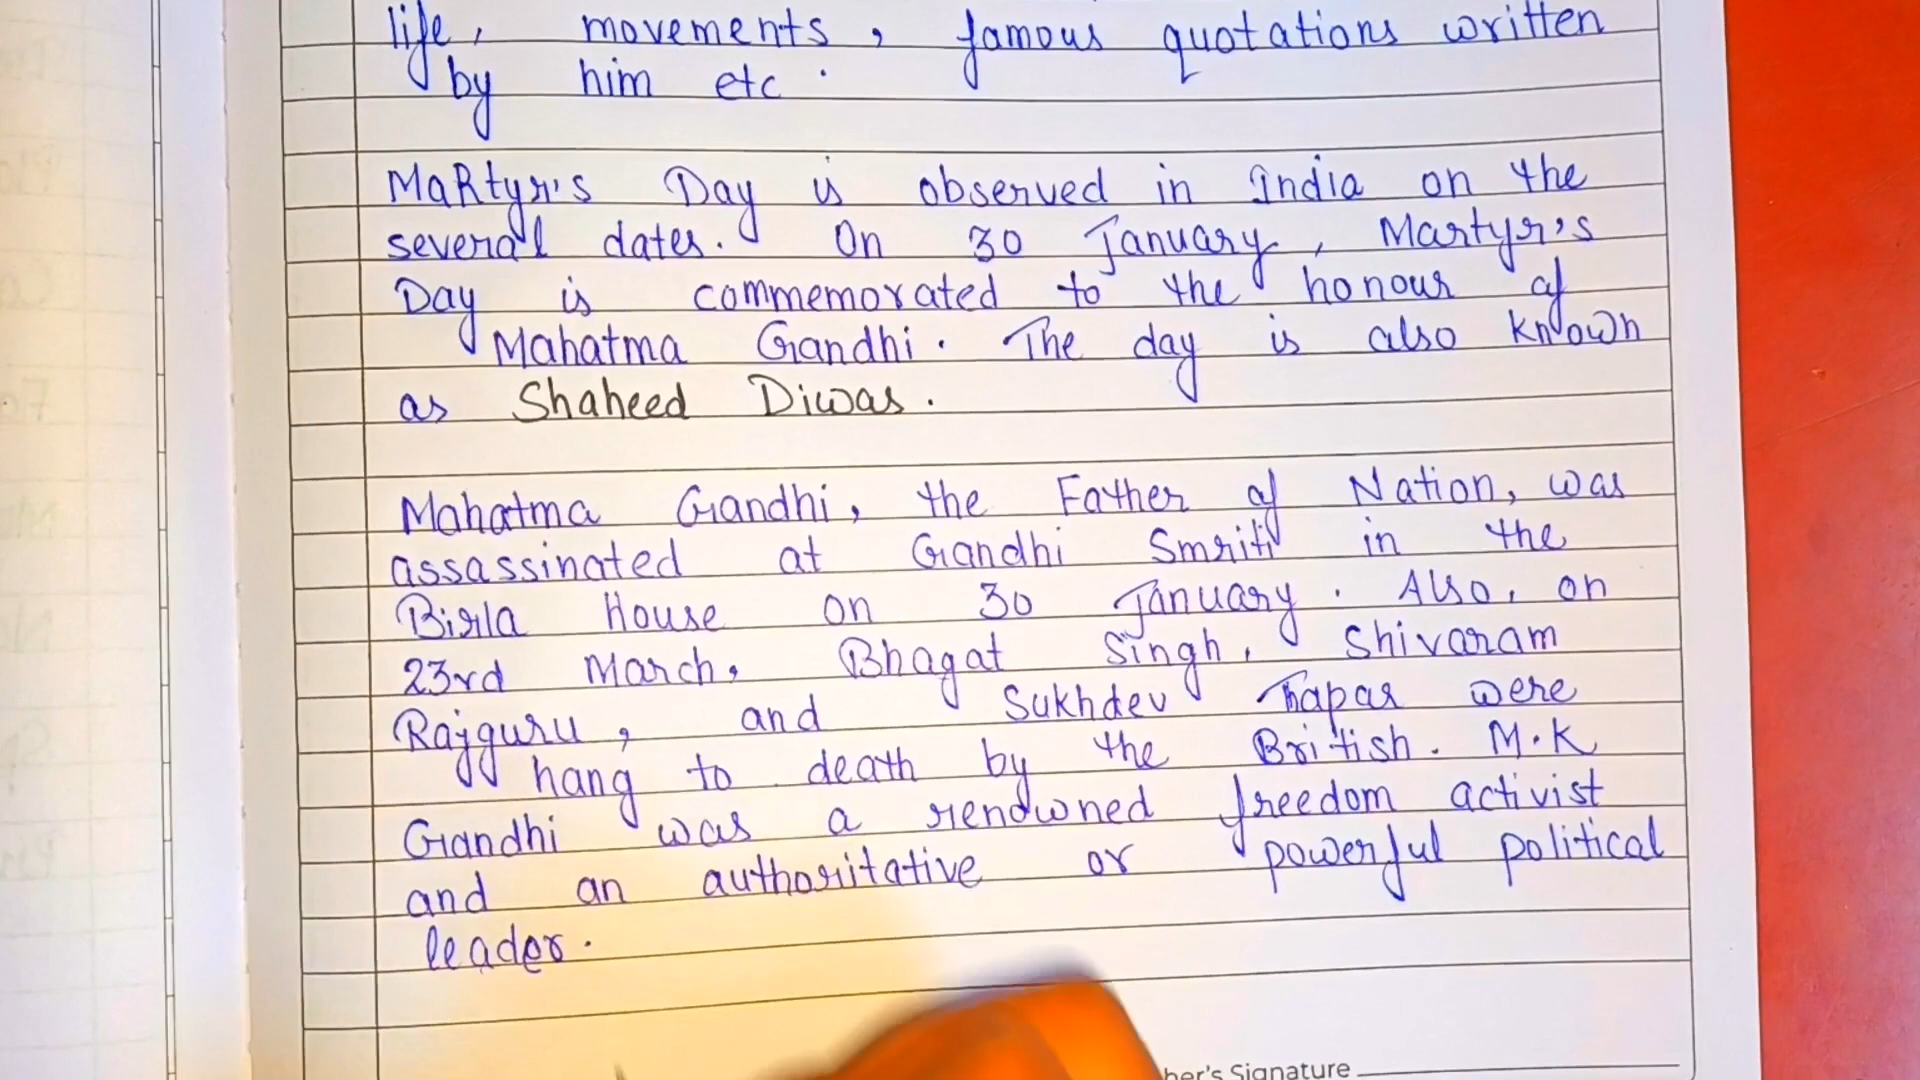 life, movements, famous quotations written
by him etc.
MaRtyr's Day is observed in India on the
several dates. On 30 January, Martyr's
Day is commemorated to the honour of
Mahatma Gandhi. The day is also known
as Shaheed Diwas.
Mahatma Gandhi, the Father of Nation, was
assassinated at Gandhi Smriti in the
Birla House on 30 January. Also, on
23rd March, Bhagat Singh, Shivaram
Rajguru, and Sukhdev Thapar were
hang to death by the British. M.K
Gandhi was a renowned freedom activist
and an authoritative or powerful political
leader.
her's Signature